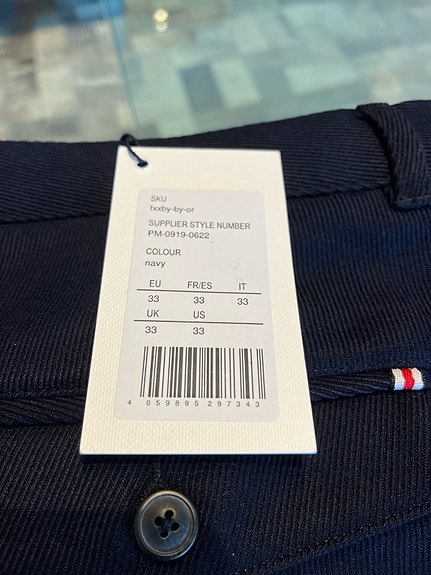 SKU
fxxby-by-or
SUPPLIER STYLE NUMBER
PM-0919-0622
COLOUR
navy
EU FR/ES IT
33 33 33
UK US
33 33
4 059895 297343